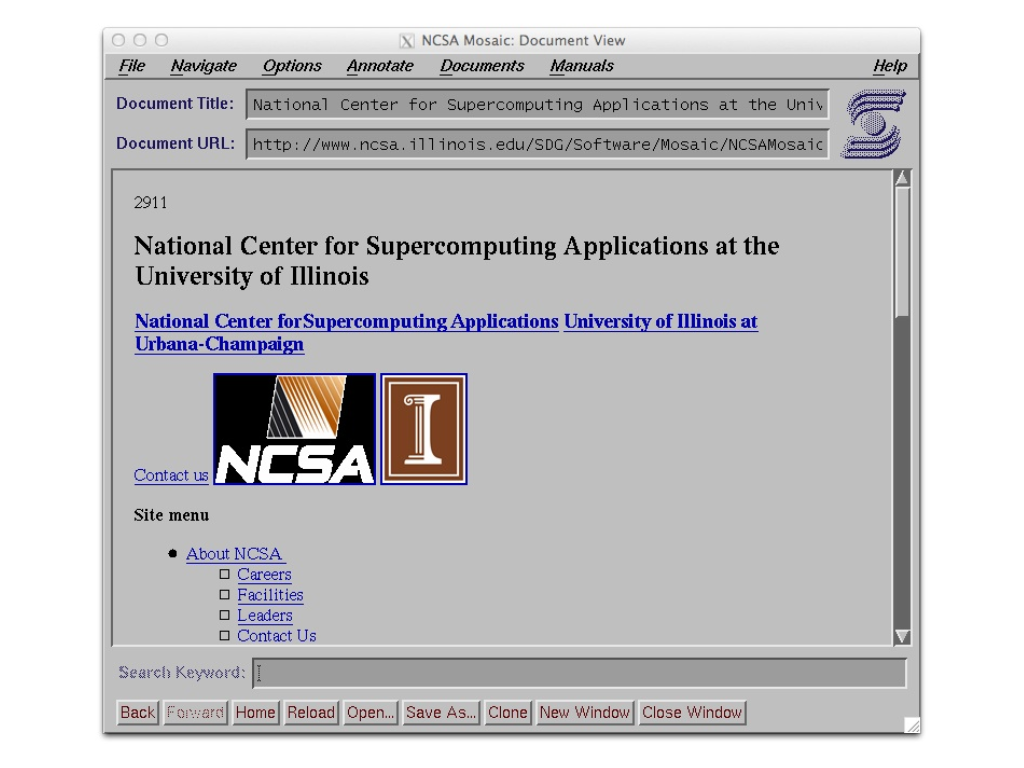 NCSA Mosaic: Document View
File Navigate Options Annotate Documents Manuals Help
Document Title: National Center for Supercomputing Applications at the Univ
Document URL: http://www.ncsa.illinois.edu/SDG/Software/Mosaic/NCSAMosaic
2911
National Center for Supercomputing Applications at the
University of Illinois
National Center for Supercomputing Applications University of Illinois at
Urbana-Champaign
NCSA
I
Contact us
Site menu
About NCSA
Careers
Facilities
Leaders
Contact Us
Search Keyword:
Back Forward Home Reload Open... Save As... Clone New Window Close Window